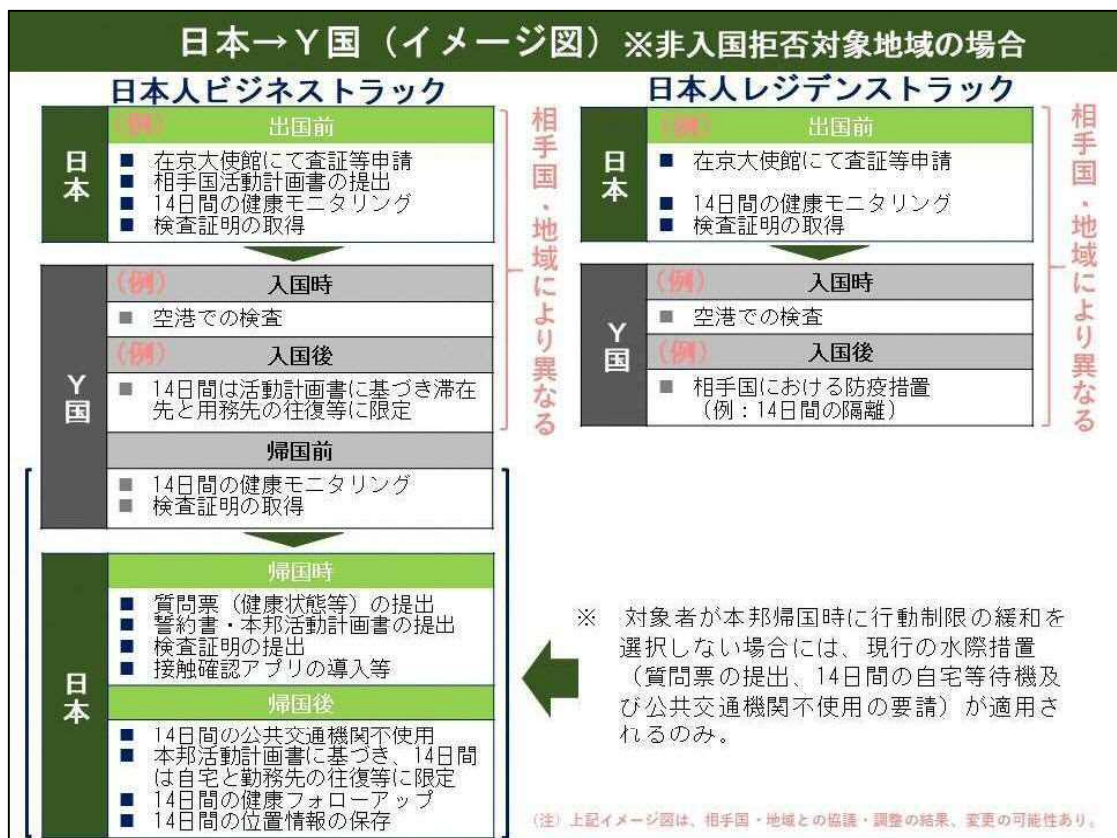 日本→Y国（イメージ図）※非入国拒否対象地域の場合
日本人ビジネストラック
日本
（例） 出国前
■ 在京大使館にて査証等申請
■ 相手国活動計画書の提出
■ 14日間の健康モニタリング
■ 検査証明の取得
Y国
（例） 入国時
■ 空港での検査
（例） 入国後
■ 14日間は活動計画書に基づき滞在
先と用務先の往復等に限定
相手国・地域により異なる
帰国前
■ 14日間の健康モニタリング
■ 検査証明の取得
日本
帰国時
■ 質問票（健康状態等）の提出
■ 誓約書・本邦活動計画書の提出
■ 検査証明の提出
■ 接触確認アプリの導入等
帰国後
■ 14日間の公共交通機関不使用
■ 本邦活動計画書に基づき、14日間
は自宅と勤務先の往復等に限定
■ 14日間の健康フォローアップ
■ 14日間の位置情報の保存
日本人レジデンストラック
日本
（例） 出国前
■ 在京大使館にて査証等申請
■ 14日間の健康モニタリング
■ 検査証明の取得
Y国
（例） 入国時
■ 空港での検査
（例） 入国後
■ 相手国における防疫措置
（例：14日間の隔離）
相手国・地域により異なる
※ 対象者が本邦帰国時に行動制限の緩和を
選択しない場合には、現行の水際措置
（質問票の提出、14日間の自宅等待機及
び公共交通機関不使用の要請）が適用さ
れるのみ。
（注）上記イメージ図は、相手国・地域との協議・調整の結果、変更の可能性あり。